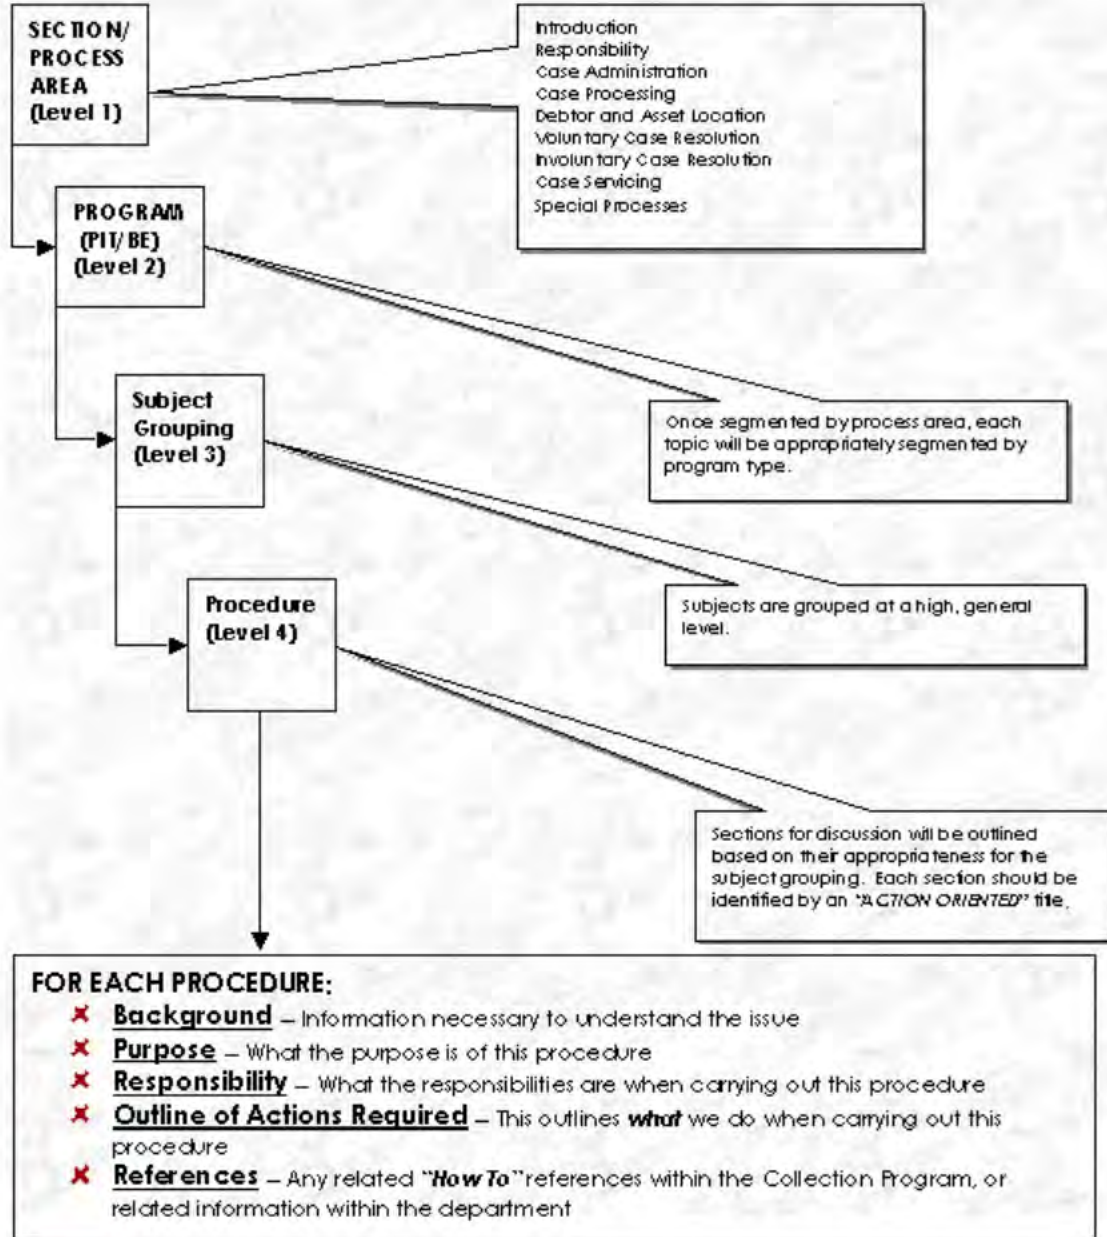 SECTION/
PROCESS
AREA
(Level 1)
Introduction
Responsibility
Case Administration
Case Processing
Debtor and Asset Location
Voluntary Case Resolution
Involuntary Case Resolution
Case Servicing
Special Processes
PROGRAM
(PIT/BE)
(Level 2)
Once segmented by process area, each
topic will be appropriately segmented by
program type.
Subject
Grouping
(Level 3)
Subjects are grouped at a high, general
level.
Procedure
(Level 4)
Sections for discussion will be outlined
based on their appropriateness for the
subject grouping. Each section should be
identified by an "ACTION ORIENTED" title.
FOR EACH PROCEDURE:
Background – Information necessary to understand the issue
Purpose – What the purpose is of this procedure
Responsibility – What the responsibilities are when carrying out this procedure
Outline of Actions Required – This outlines what we do when carrying out this
procedure
References – Any related "How To" references within the Collection Program, or
related information within the department